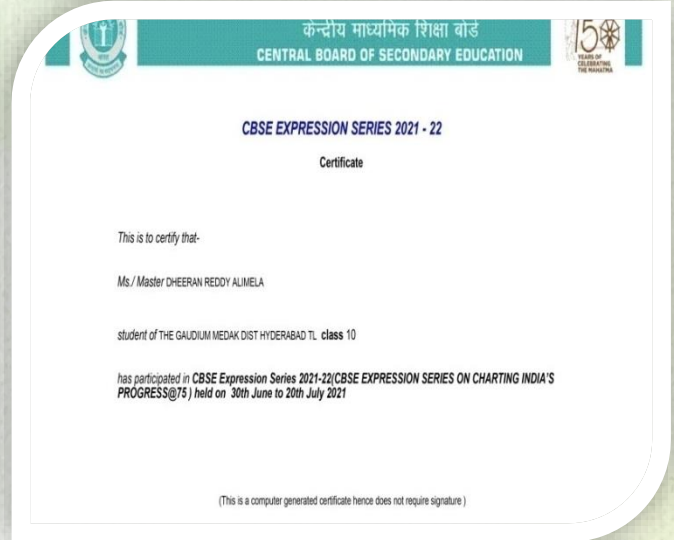 केन्द्रीय माध्यमिक शिक्षा बोर्ड
CENTRAL BOARD OF SECONDARY EDUCATION
भारत
150
YEARS OF
CELEBRATING
THE MAHATMA
CBSE EXPRESSION SERIES 2021 - 22
Certificate
This is to certify that-
Ms./ Master DHEERAN REDDY ALIMELA
student of THE GAUDIUM MEDAK DIST HYDERABAD TL class 10
has participated in CBSE Expression Series 2021-22(CBSE EXPRESSION SERIES ON CHARTING INDIA'S
PROGRESS@75 ) held on 30th June to 20th July 2021
(This is a computer generated certificate hence does not require signature )